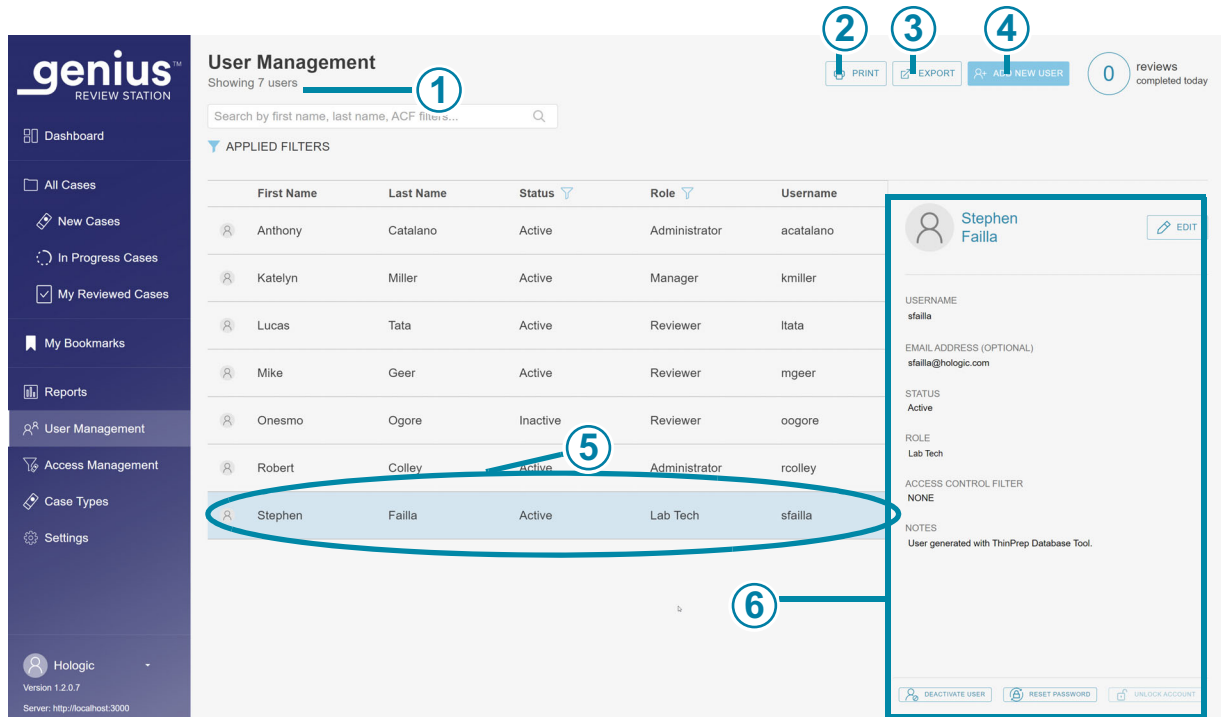 2 3 4
genius™
REVIEW STATION
Dashboard
All Cases
New Cases
In Progress Cases
My Reviewed Cases
My Bookmarks
Reports
User Management
Access Management
Case Types
Settings
Hologic
Version 1.2.0.7
Server: http://localhost:3000
User Management
Showing 7 users
1
PRINT EXPORT ADD NEW USER
0 reviews
completed today
Search by first name, last name, ACF filters...
APPLIED FILTERS
First Name Last Name Status Role Username
Anthony Catalano Active Administrator acatalano
Katelyn Miller Active Manager kmiller
Lucas Tata Active Reviewer ltata
Mike Geer Active Reviewer mgeer
Onesmo Ogore Inactive Reviewer oogore
5
Robert Colley Active Administrator rcolley
Stephen Failla Active Lab Tech sfailla
6
Stephen
Failla
EDIT
USERNAME
sfailla
EMAIL ADDRESS (OPTIONAL)
sfailla@hologic.com
STATUS
Active
ROLE
Lab Tech
ACCESS CONTROL FILTER
NONE
NOTES
User generated with ThinPrep Database Tool.
DEACTIVATE USER RESET PASSWORD UNLOCK ACCOUNT